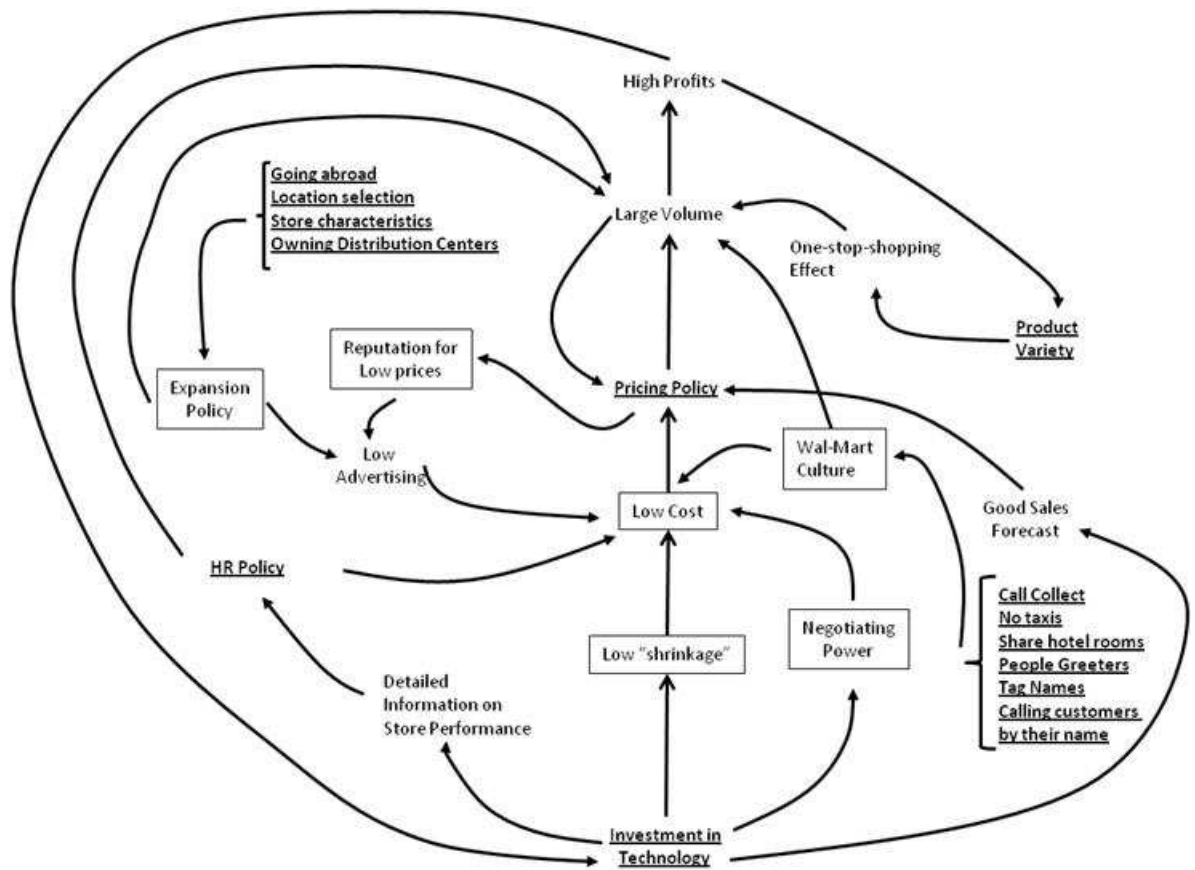 High Profits
Going abroad
Location selection
Store characteristics
Owning Distribution Centers
Large Volume
One-stop-shopping
Effect
Product
Variety
Reputation for
Low prices
Expansion
Policy
Pricing Policy
Low
Advertising
Wal-Mart
Culture
Low Cost
Good Sales
Forecast
HR Policy
Call Collect
No taxis
Share hotel rooms
People Greeters
Tag Names
Calling customers
by their name
Negotiating
Power
Low "shrinkage"
Detailed
Information on
Store Performance
Investment in
Technology